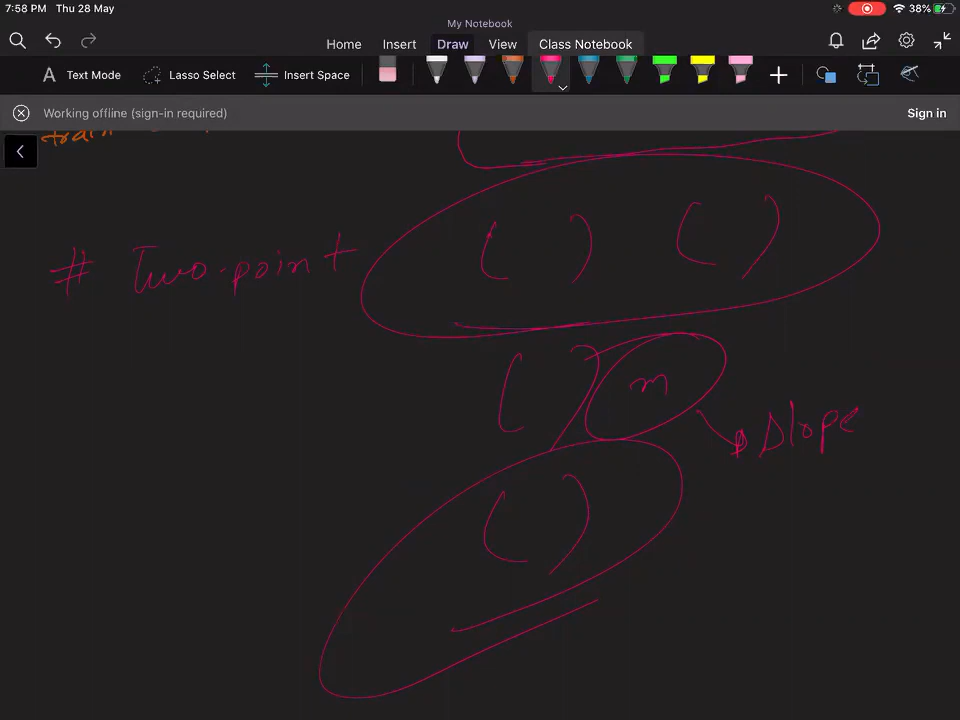 7:58 PM Thu 28 May
38%
My Notebook
Home Insert Draw View Class Notebook
A Text Mode Lasso Select Insert Space
Working offline (sign-in required) Sign in
train
# Two-point ( ) ( )
( ) m
slope
( )